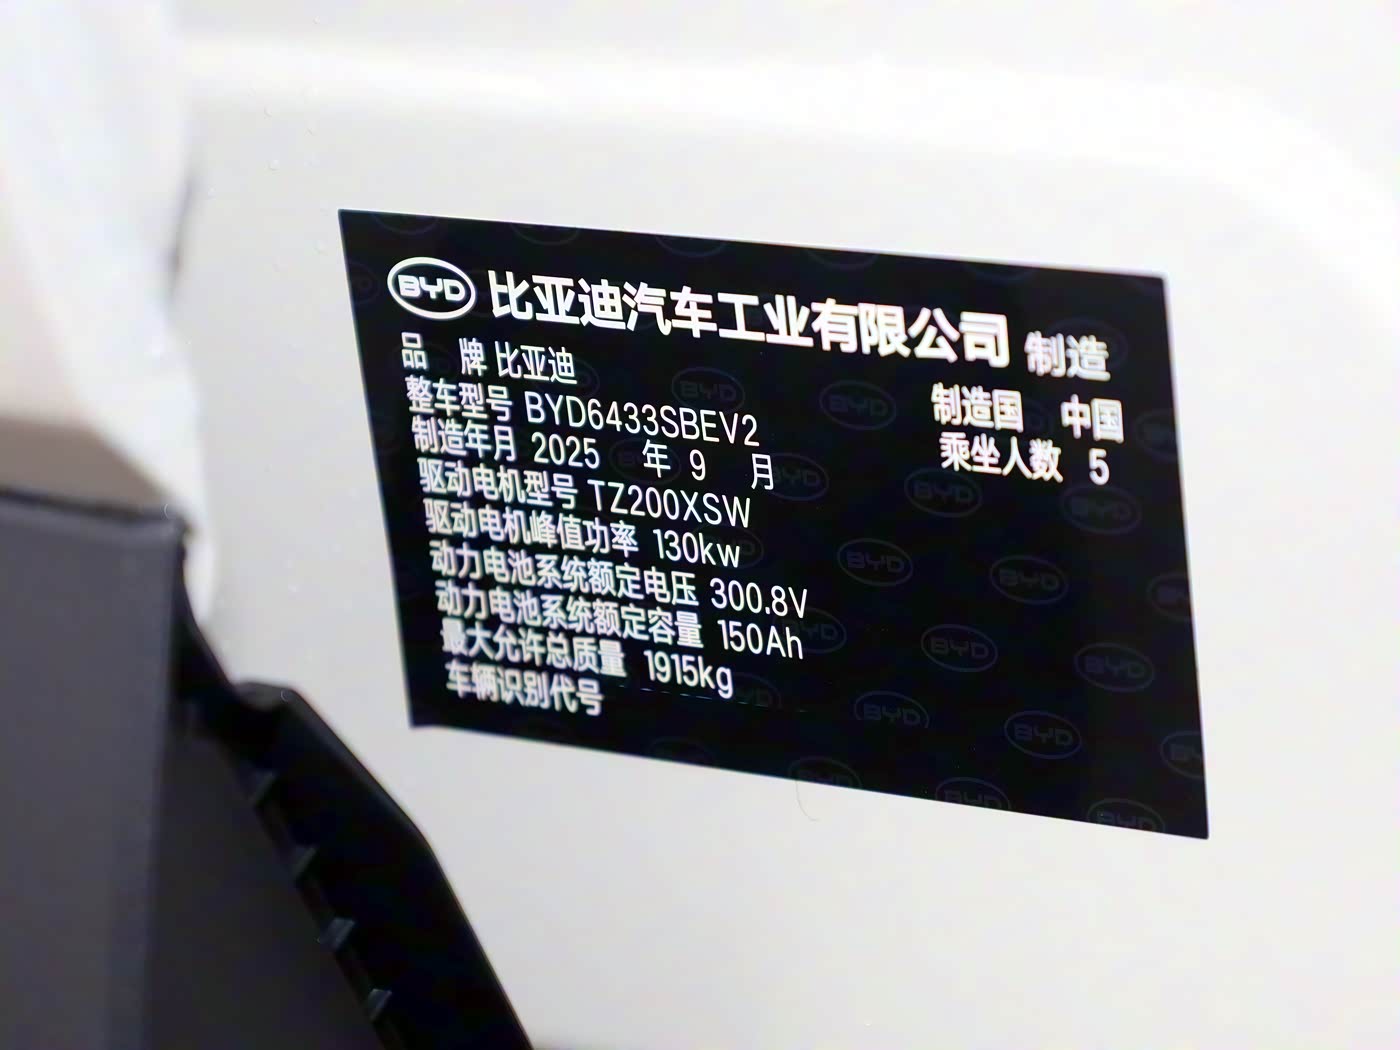 BYD 比亚迪汽车工业有限公司 制造
品 牌 比亚迪
制造国 中国
整车型号 BYD6433SBEV2
乘坐人数 5
制造年月 2025 年 9 月
驱动电机型号 TZ200XSW
驱动电机峰值功率 130kw
动力电池系统额定电压 300.8V
动力电池系统额定容量 150Ah
最大允许总质量 1915kg
车辆识别代号